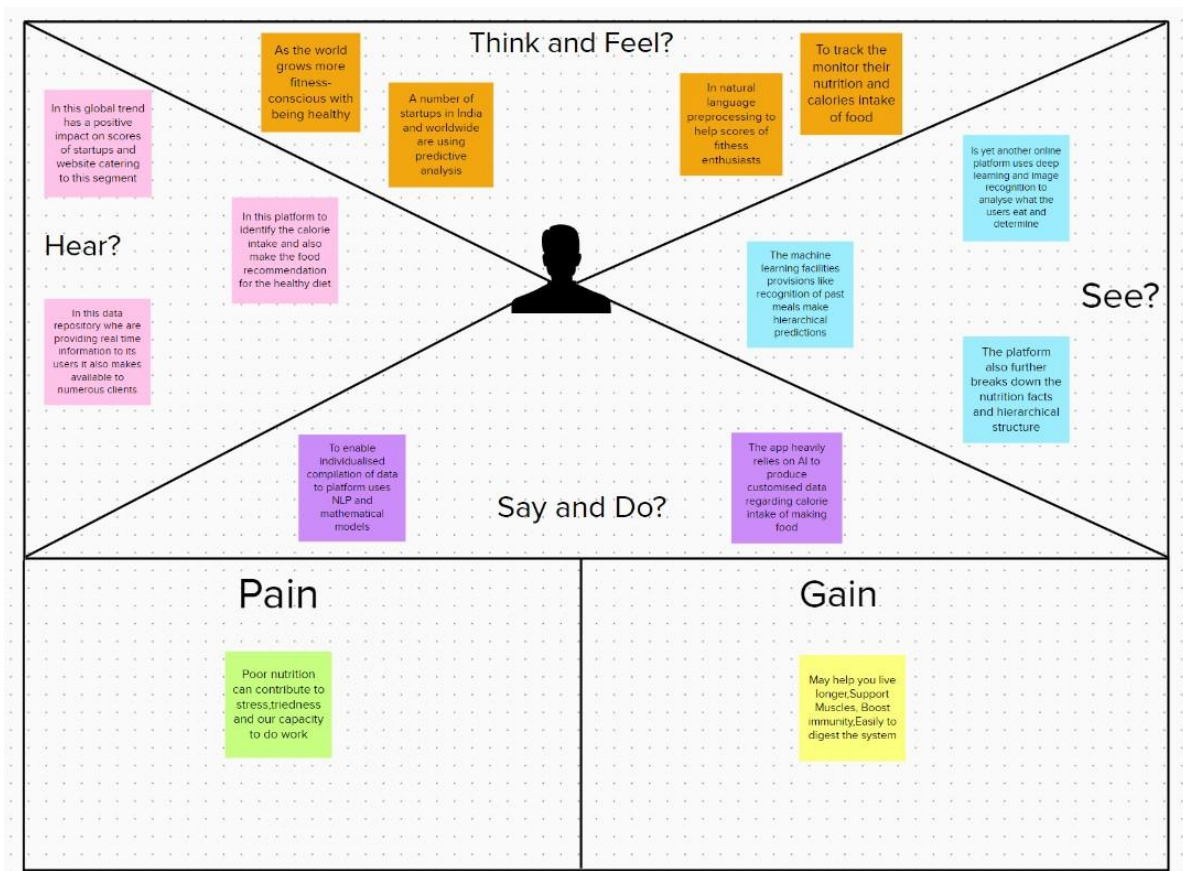 Think and Feel?
As the world
grows more
fitness-
conscious with
being healthy
A number of
startups in India
and worldwide
are using
predictive
analysis
In natural
language
preprocessing to
help scores of
fithess
enthusiasts
To track the
monitor their
nutrition and
calories intake
of food
Hear?
In this global trend
has a positive
impact on scores
of startups and
website catering
to this segment
In this platform to
identify the calorie
intake and also
make the food
recommendation
for the healthy diet
In this data
repository whe are
providing real time
information to its
users it also makes
available to
numerous clients
See?
Is yet another online
platform uses deep
learning and image
recognition to
analyse what the
users eat and
determine
The machine
learning facilities
provisions like
recognition of past
meals make
hierarchical
predictions
The platform
also further
breaks down the
nutrition facts
and hierarchical
structure
Say and Do?
To enable
individualised
compilation of data
to platform uses
NLP and
mathematical
models
The app heavily
relies on AI to
produce
customised data
regarding calorie
intake of making
food
Pain
Poor nutrition
can contribute to
stress,triedness
and our capacity
to do work
Gain
May help you live
longer,Support
Muscles, Boost
immunity,Easily to
digest the system